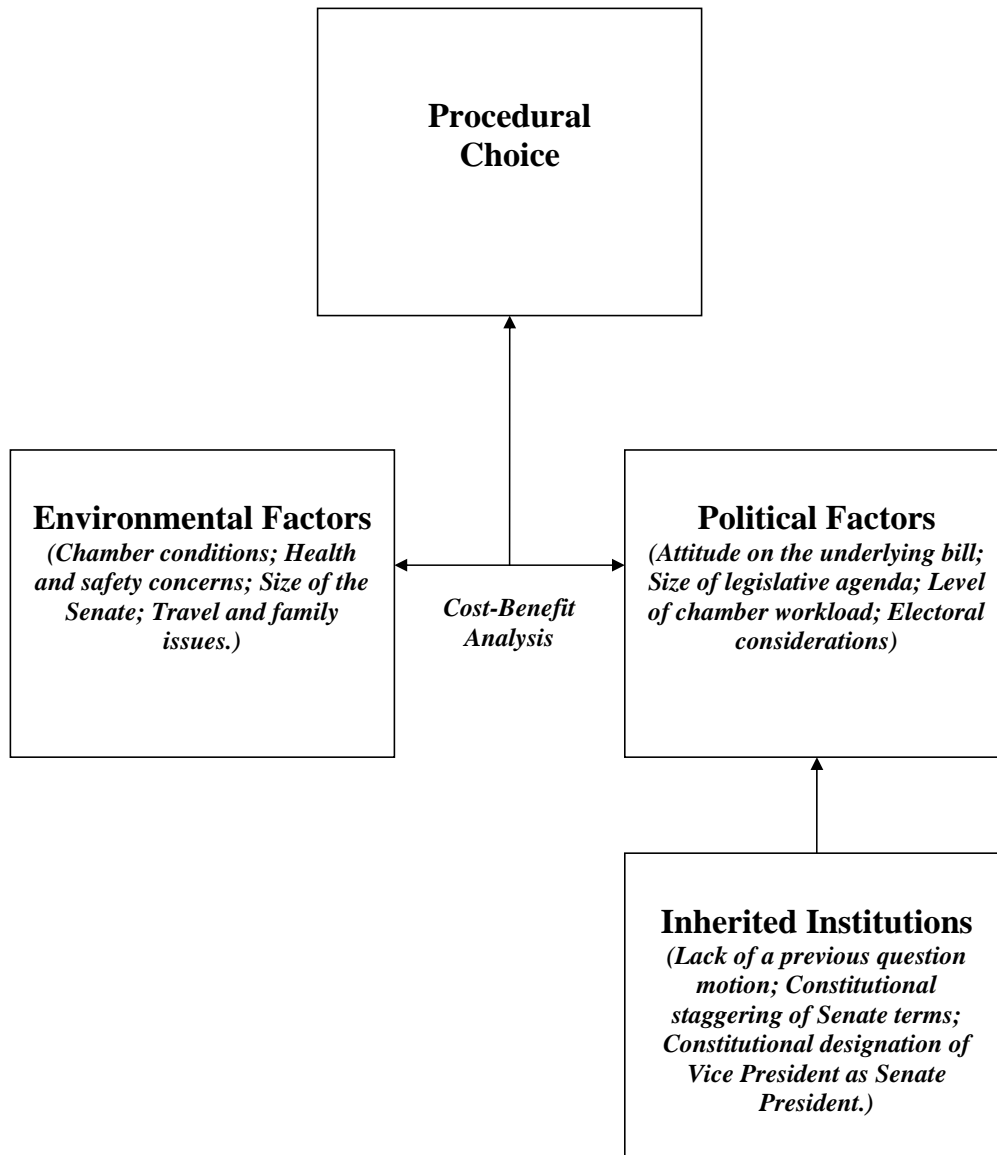 Procedural
Choice
Environmental Factors
(Chamber conditions; Health
and safety concerns; Size of the
Senate; Travel and family
issues.)
Cost-Benefit
Analysis
Political Factors
(Attitude on the underlying bill;
Size of legislative agenda; Level
of chamber workload; Electoral
considerations)
Inherited Institutions
(Lack of a previous question
motion; Constitutional
staggering of Senate terms;
Constitutional designation of
Vice President as Senate
President.)